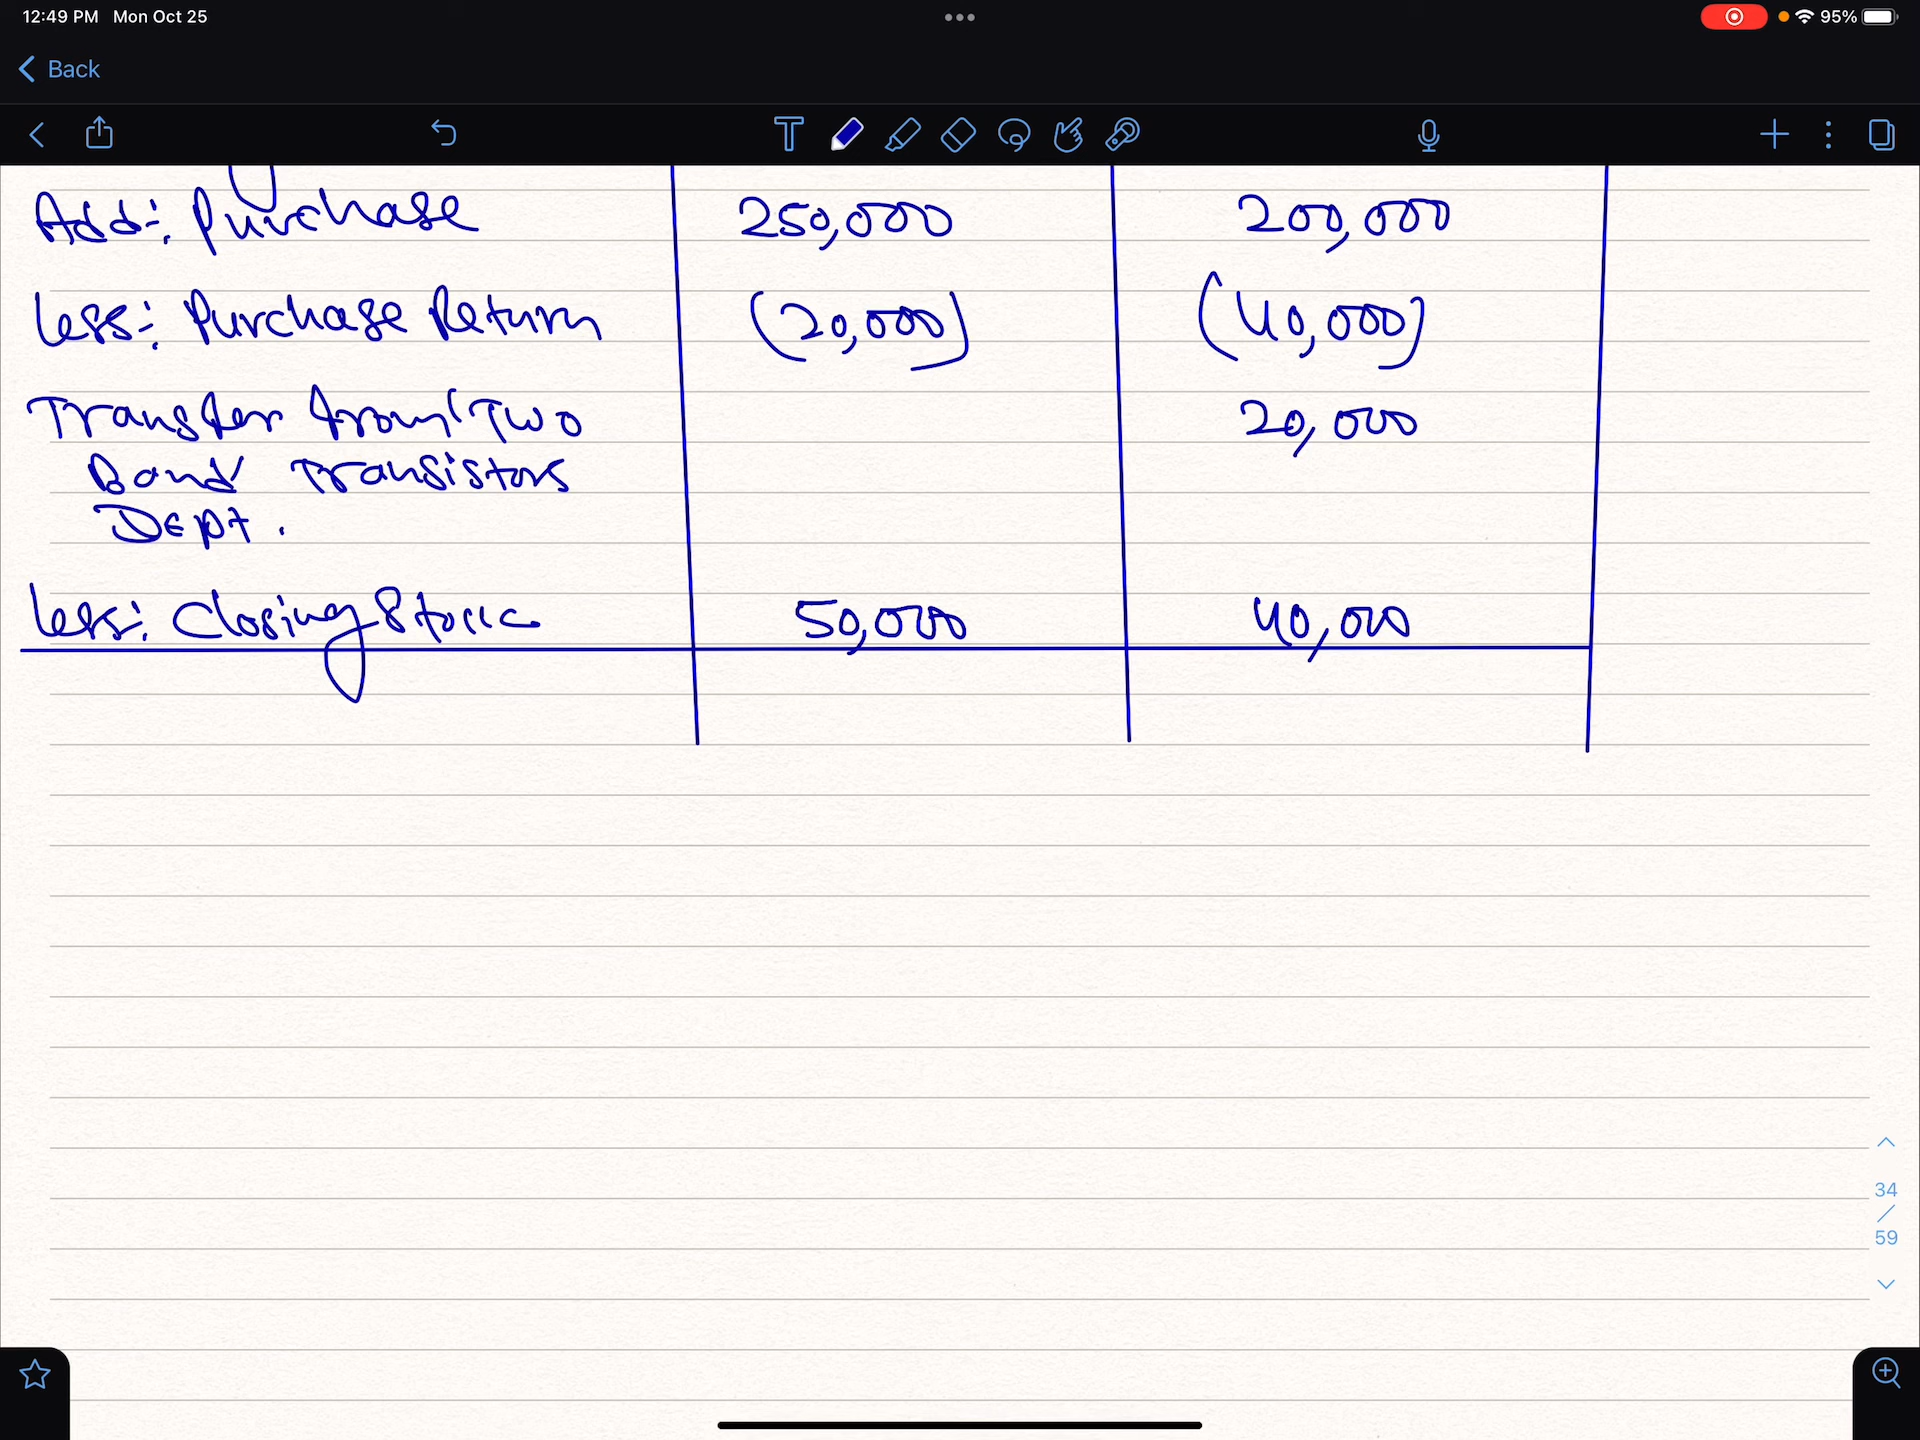 12:49 PM Mon Oct 25
95%
Back
Add:- Purchase 250,000 200,000
Less:- Purchase Return (20,000) (40,000)
Transfer from Two 20,000
Band Transistors
Dept.
Less: Closing Stock 50,000 40,000
34
/
59